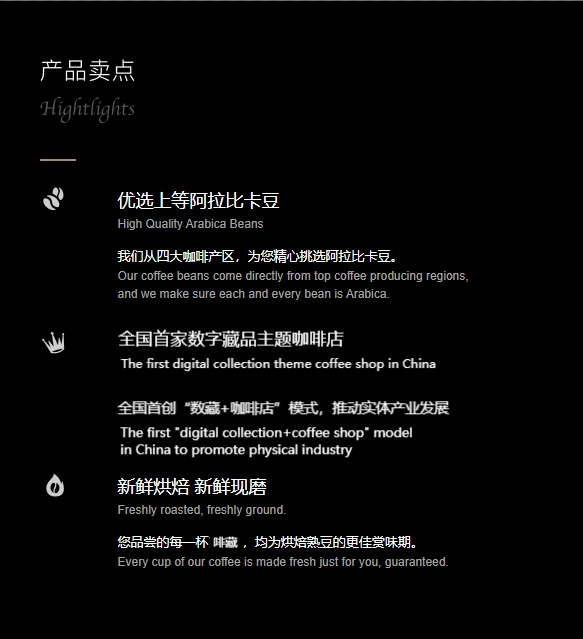 产品卖点
Hightlights
优选上等阿拉比卡豆
High Quality Arabica Beans
我们从四大咖啡产区，为您精心挑选阿拉比卡豆。
Our coffee beans come directly from top coffee producing regions,
and we make sure each and every bean is Arabica.
全国首家数字藏品主题咖啡店
The first digital collection theme coffee shop in China
全国首创“数藏+咖啡店”模式，推动实体产业发展
The first "digital collection+coffee shop" model
in China to promote physical industry
新鲜烘焙 新鲜现磨
Freshly roasted, freshly ground.
您品尝的每一杯 啡藏 ，均为烘焙熟豆的更佳赏味期。
Every cup of our coffee is made fresh just for you, guaranteed.